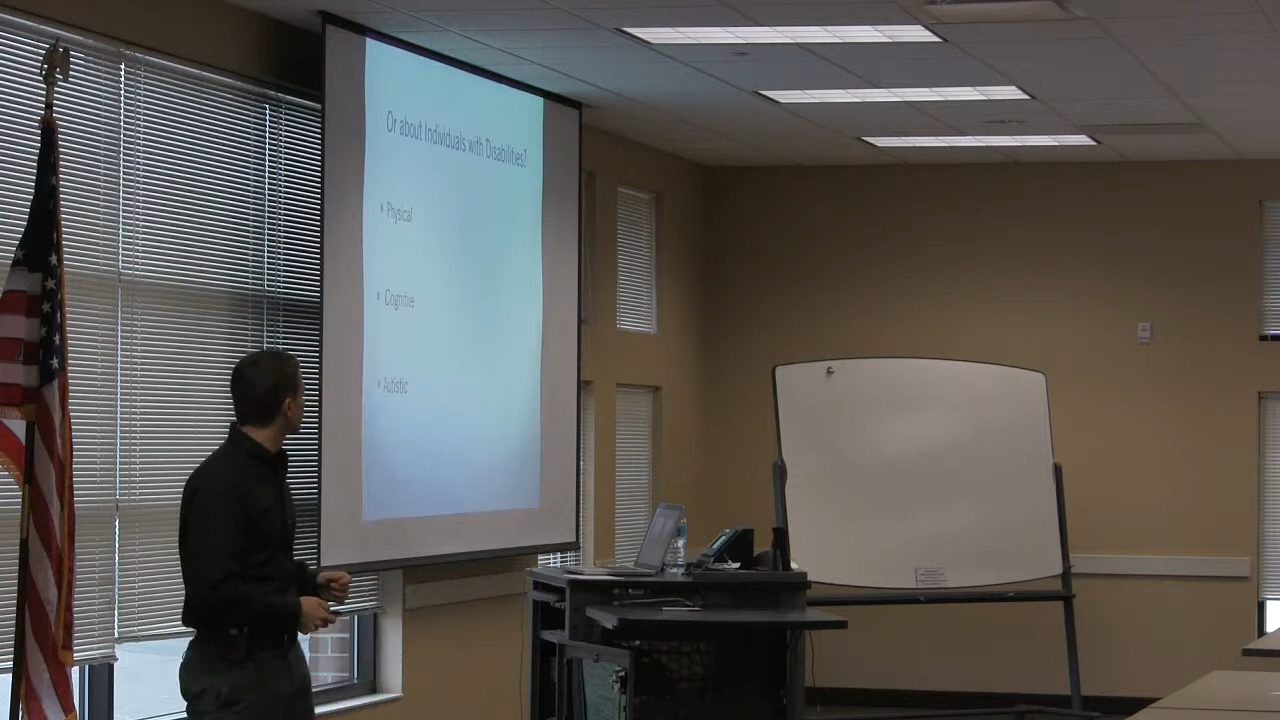 Or about Individuals with Disabilities?
• Physical
• Cognitive
• Autistic